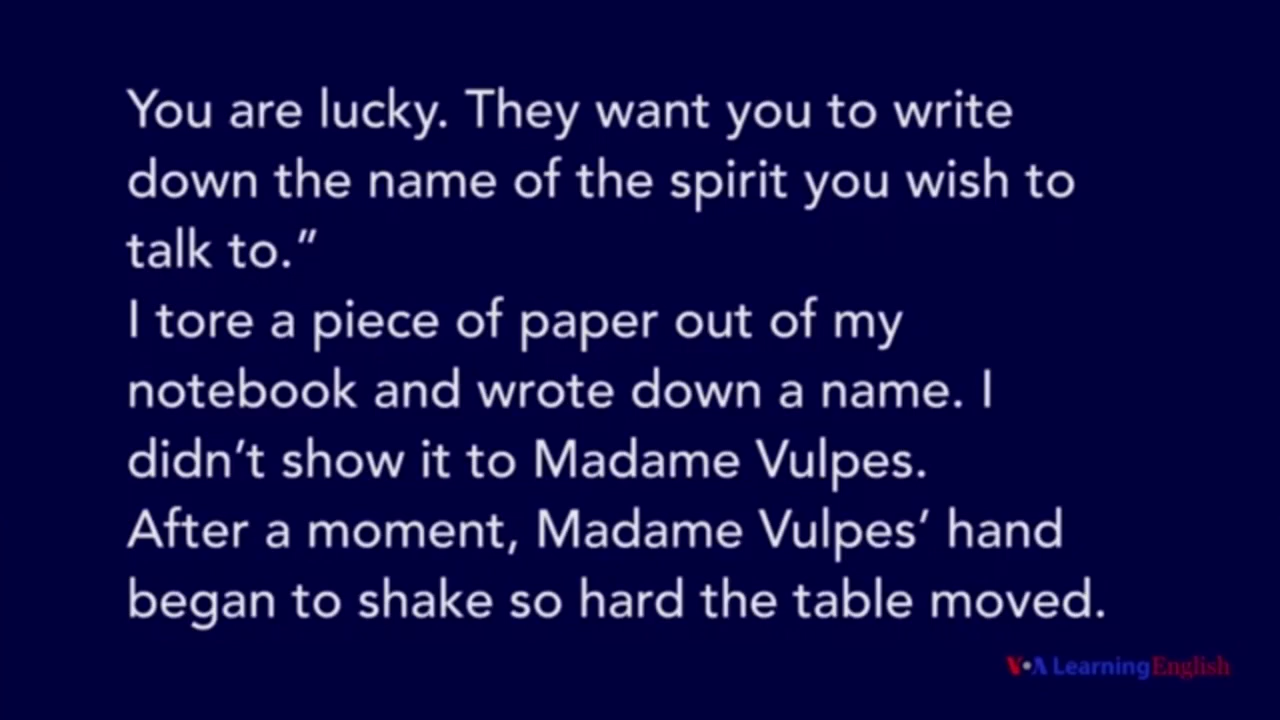 You are lucky. They want you to write
down the name of the spirit you wish to
talk to.”
I tore a piece of paper out of my
notebook and wrote down a name. I
didn’t show it to Madame Vulpes.
After a moment, Madame Vulpes’ hand
began to shake so hard the table moved.
VOA Learning English